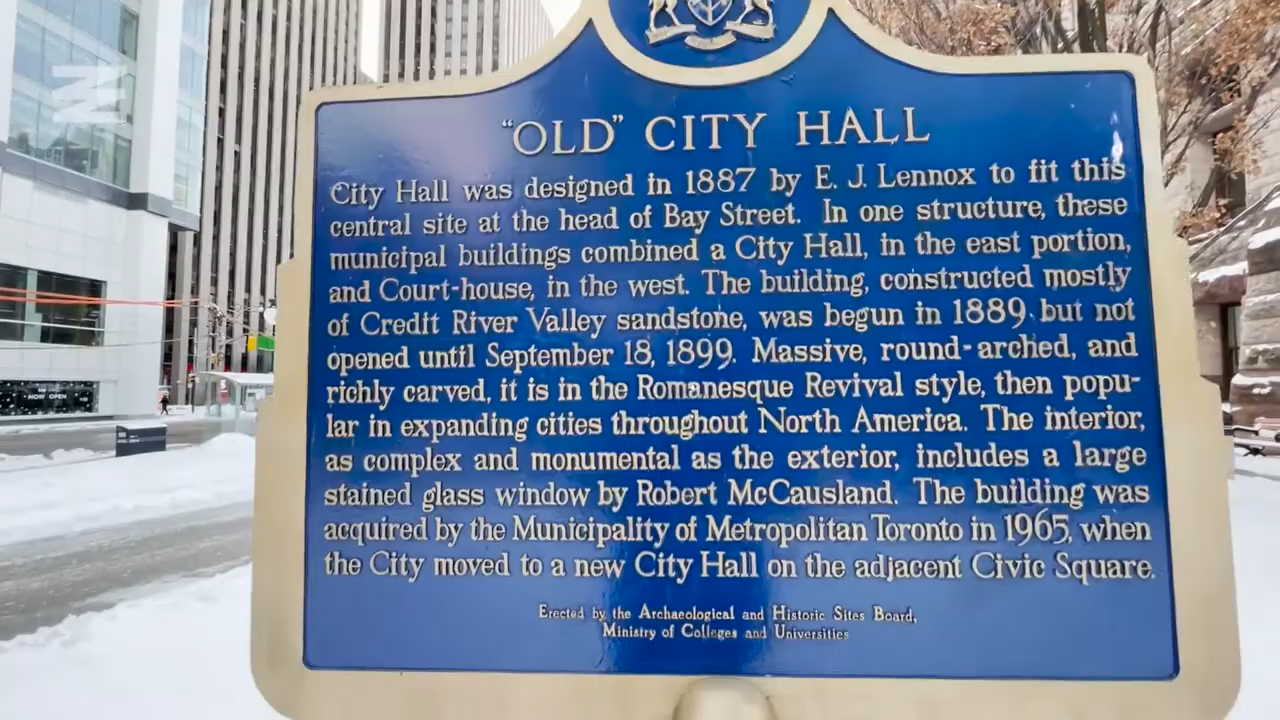 "OLD" CITY HALL
City Hall was designed in 1887 by E. J. Lennox to fit this
central site at the head of Bay Street. In one structure, these
municipal buildings combined a City Hall, in the east portion,
and Court-house, in the west. The building, constructed mostly
of Credit River Valley sandstone, was begun in 1889 but not
opened until September 18, 1899. Massive, round-arched, and
richly carved, it is in the Romanesque Revival style, then popu-
lar in expanding cities throughout North America. The interior,
as complex and monumental as the exterior, includes a large
stained glass window by Robert McCausland. The building was
acquired by the Municipality of Metropolitan Toronto in 1965, when
the City moved to a new City Hall on the adjacent Civic Square.
Erected by the Archaeological and Historic Sites Board,
Ministry of Colleges and Universities
NOW OPEN